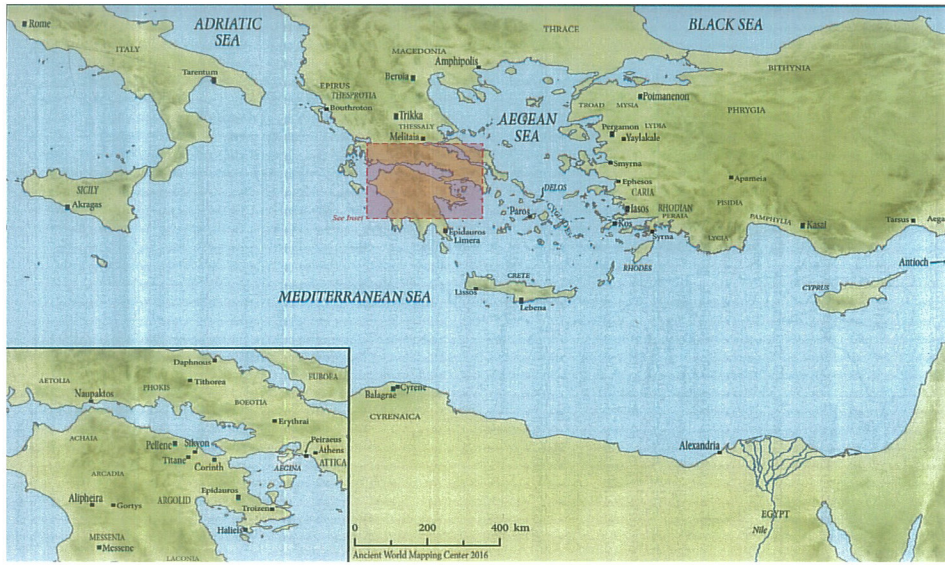 Rome
ADRIATIC
SEA
ITALY
Tarentum
THRACE
BLACK SEA
MACEDONIA
Amphipolis
Beroia
BITHYNIA
EPIRUS
THESPROTIA
Bouthroton
Trikka
THESSALY
Melitaia
AEGEAN
SEA
TROAD
MYSIA
Poimanenon
PHRYGIA
LYDIA
Pergamon
Yaylakale
Smyrna
Ephesos
Apameia
CARIA
DELOS
SICILY
Akragas
See Inset
Paros
CYCLADES
Iasos
RHODIAN
PERAIA
PISIDIA
Kos
Syrna
LYGIA
PAMPHYLIA
Kasai
Tarsus
Aega
Epidauros
Limera
RHODES
Antioch
CRETE
Lissos
Lebena
CYPRUS
MEDITERRANEAN SEA
Daphnous
Tithorea
EUBOEA
AETOLIA
PHOKIS
Naupaktos
BOEOTIA
Erythrai
ACHAIA
Pellene
Sikyon
Titane
Corinth
Peiraeus
Athens
AEGINA
ATTICA
ARCADIA
Alipheira
Gortys
ARGOLID
Epidauros
Troizen
Halieis
MESSENIA
Messene
LACONIA
Balagrae
Cyrene
CYRENAICA
Alexandria
EGYPT
Nile
0 200 400 km
Ancient World Mapping Center 2016